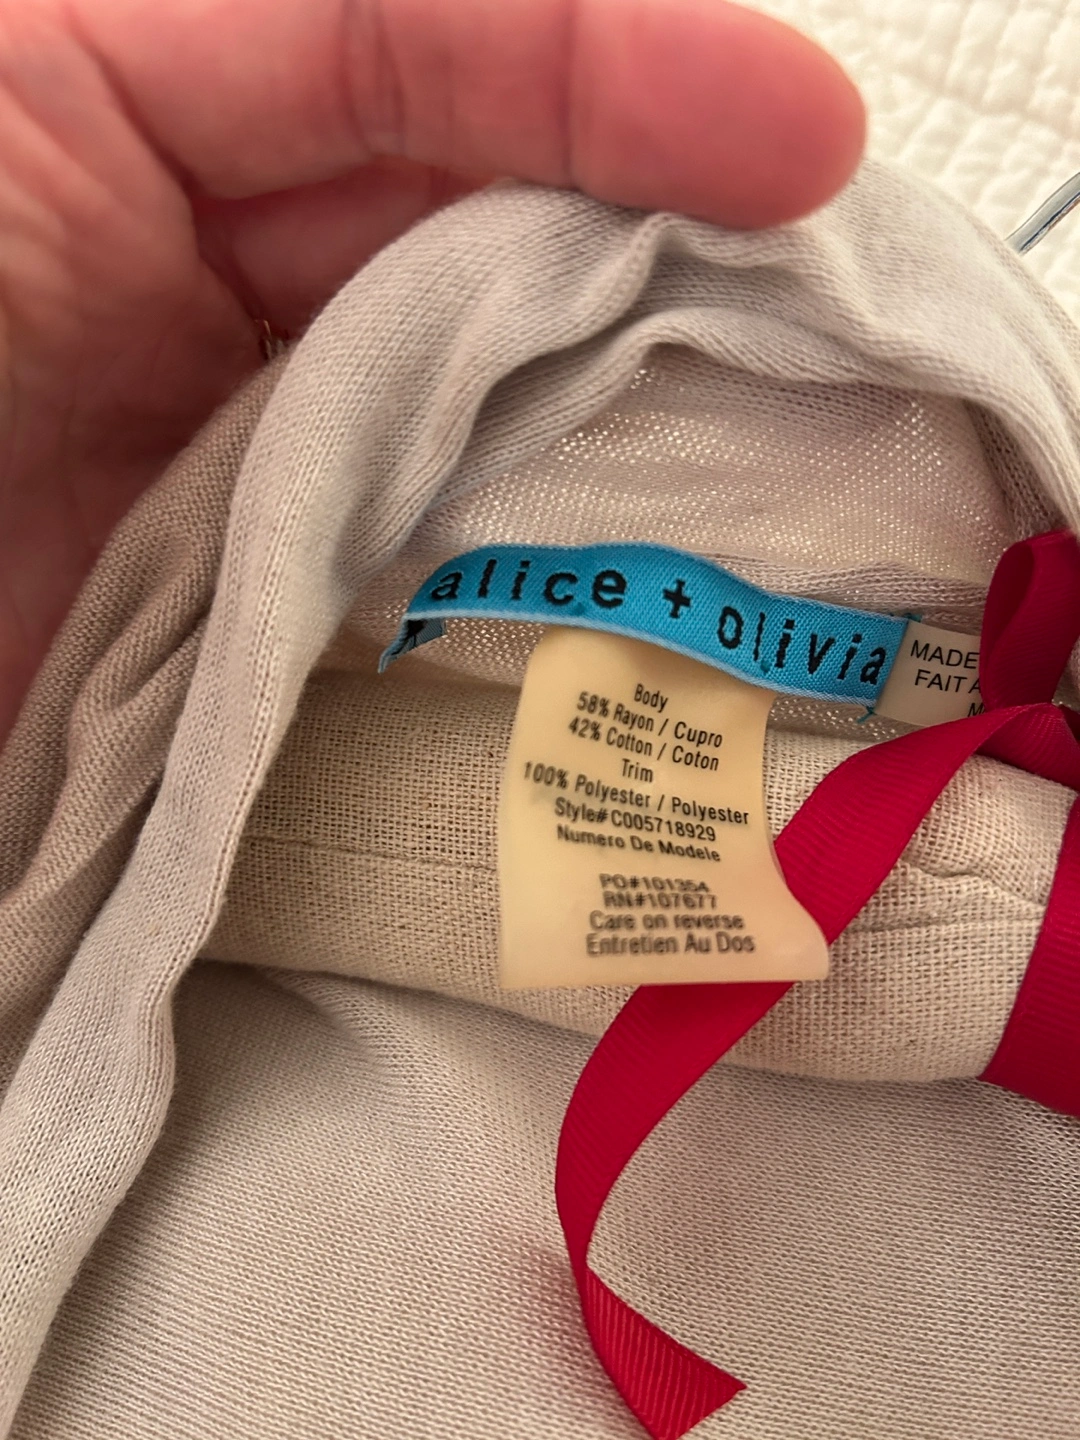 alice + olivia
MADE
FAIT A
M
Body
58% Rayon / Cupro
42% Cotton / Coton
Trim
100% Polyester / Polyester
Style# C005718929
Numero De Modele
PO#101354
RN#107677
Care on reverse
Entretien Au Dos